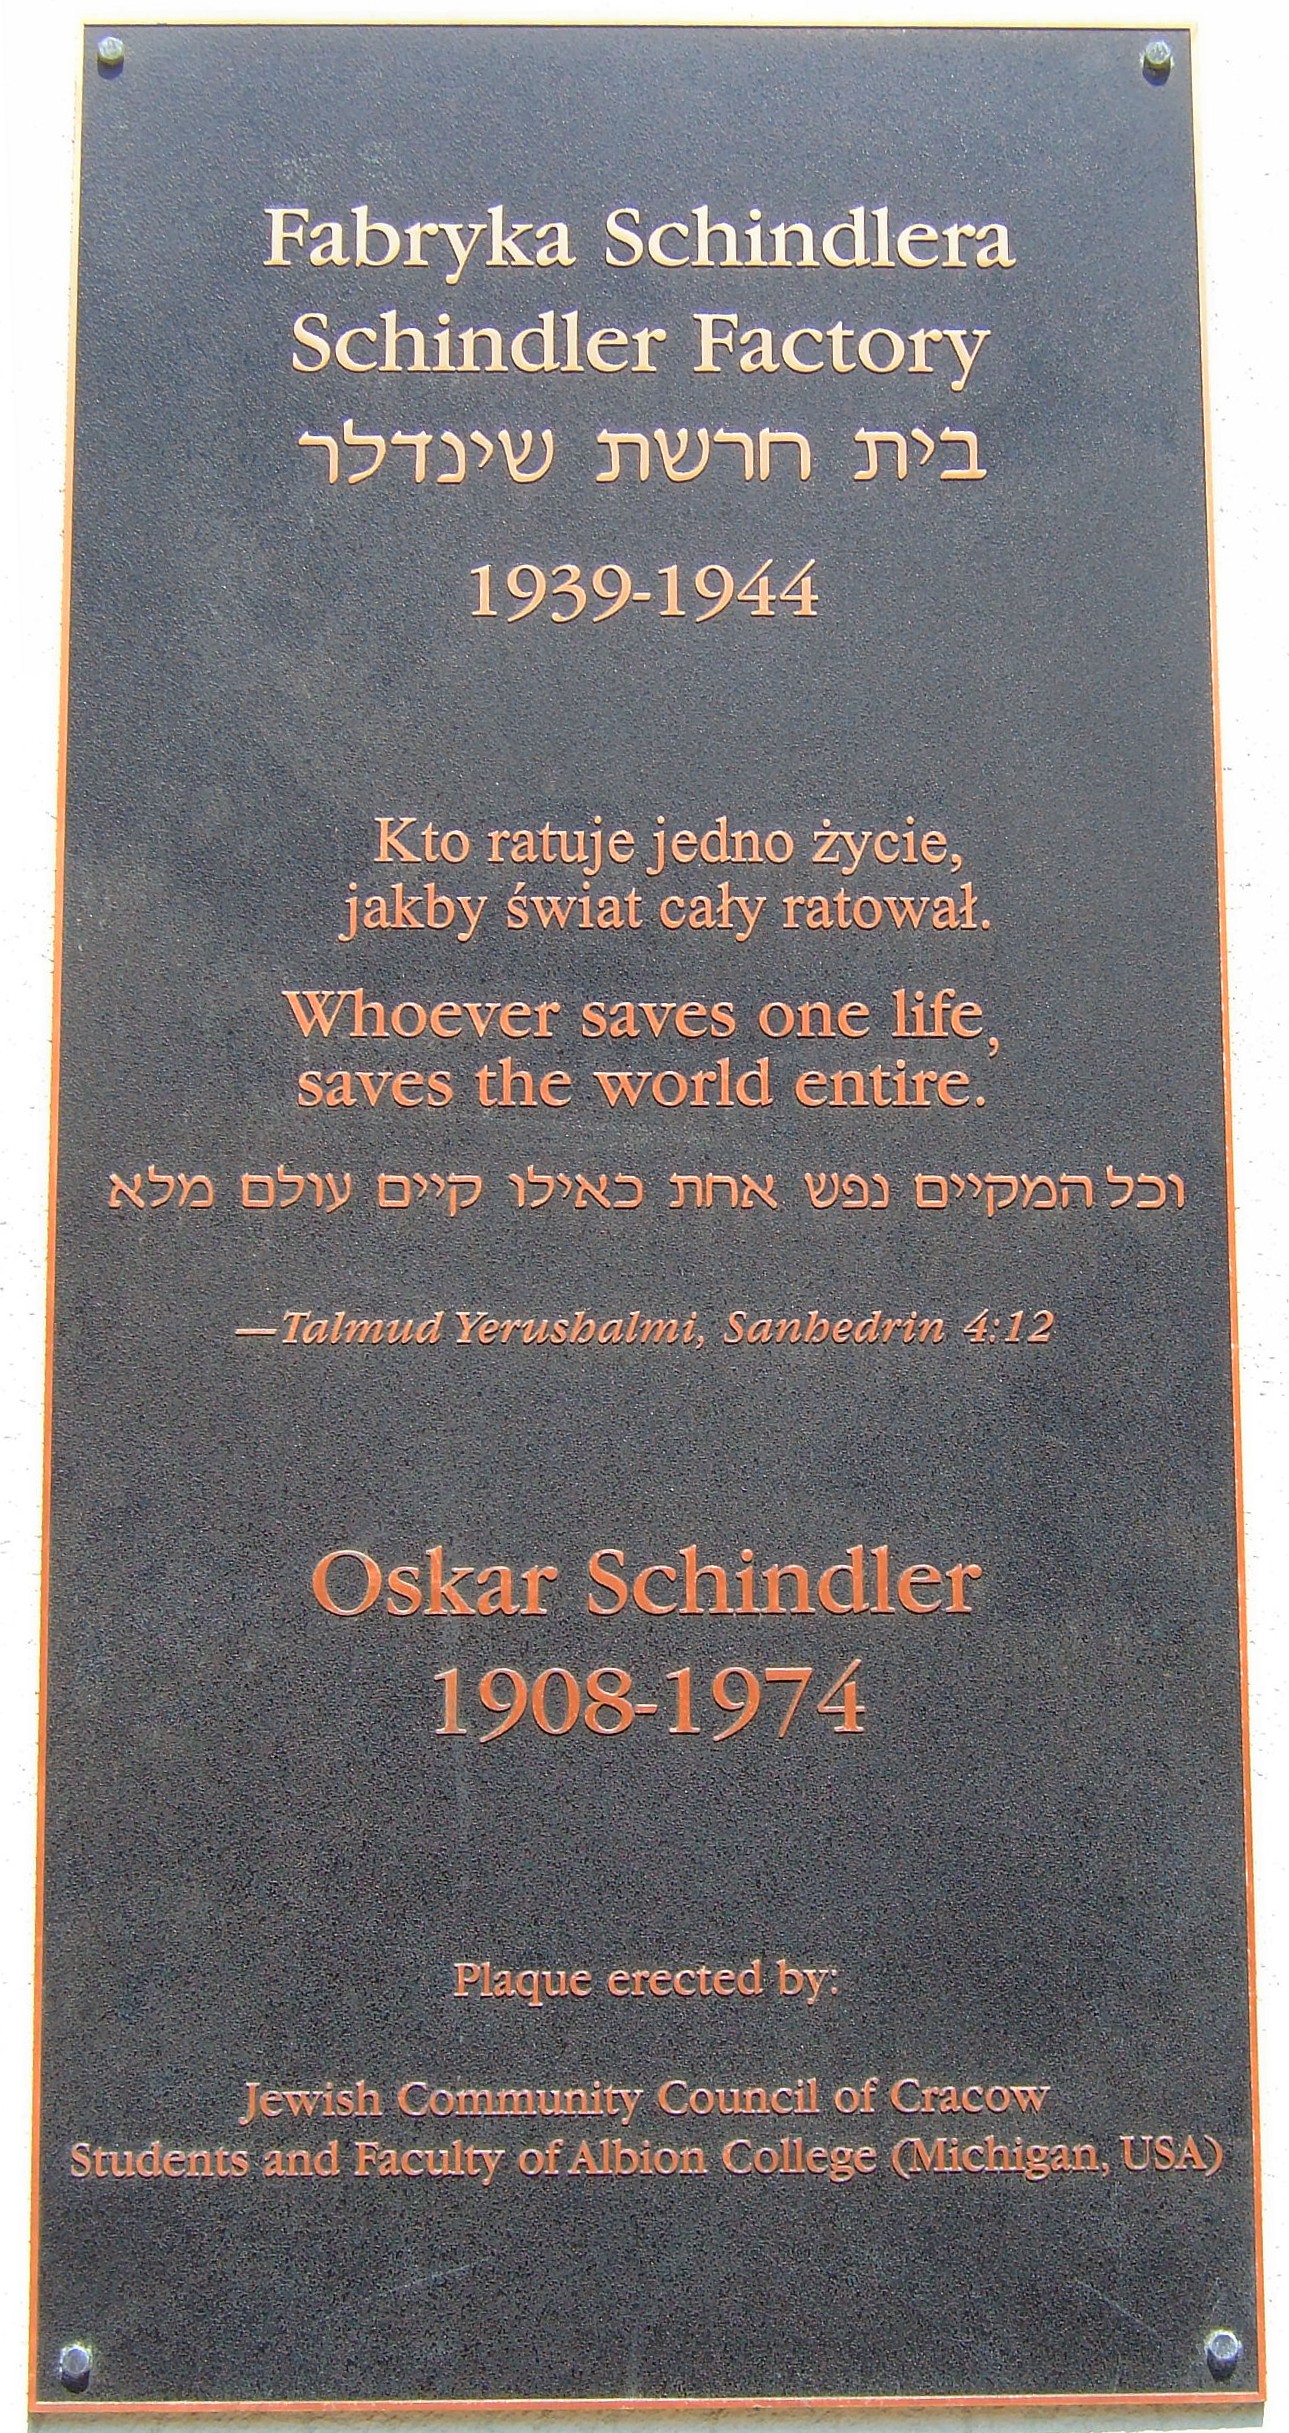 Fabryka Schindlera
Schindler Factory
בית חרשת שינדלר
1939-1944
Kto ratuje jedno życie,
jakby świat cały ratował.
Whoever saves one life,
saves the world entire.
וכל המקיים נפש אחת כאילו קיים עולם מלא
—Talmud Yerushalmi, Sanhedrin 4:12
Oskar Schindler
1908-1974
Plaque erected by:
Jewish Community Council of Cracow
Students and Faculty of Albion College (Michigan, USA)